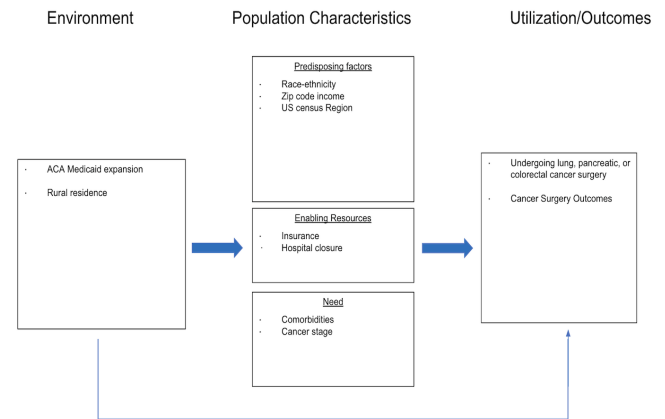 Environment
Population Characteristics
Utilization/Outcomes
· ACA Medicaid expansion
· Rural residence
Predisposing factors
· Race-ethnicity
· Zip code income
· US census Region
Enabling Resources
· Insurance
· Hospital closure
Need
· Comorbidities
· Cancer stage
· Undergoing lung, pancreatic, or
colorectal cancer surgery
· Cancer Surgery Outcomes